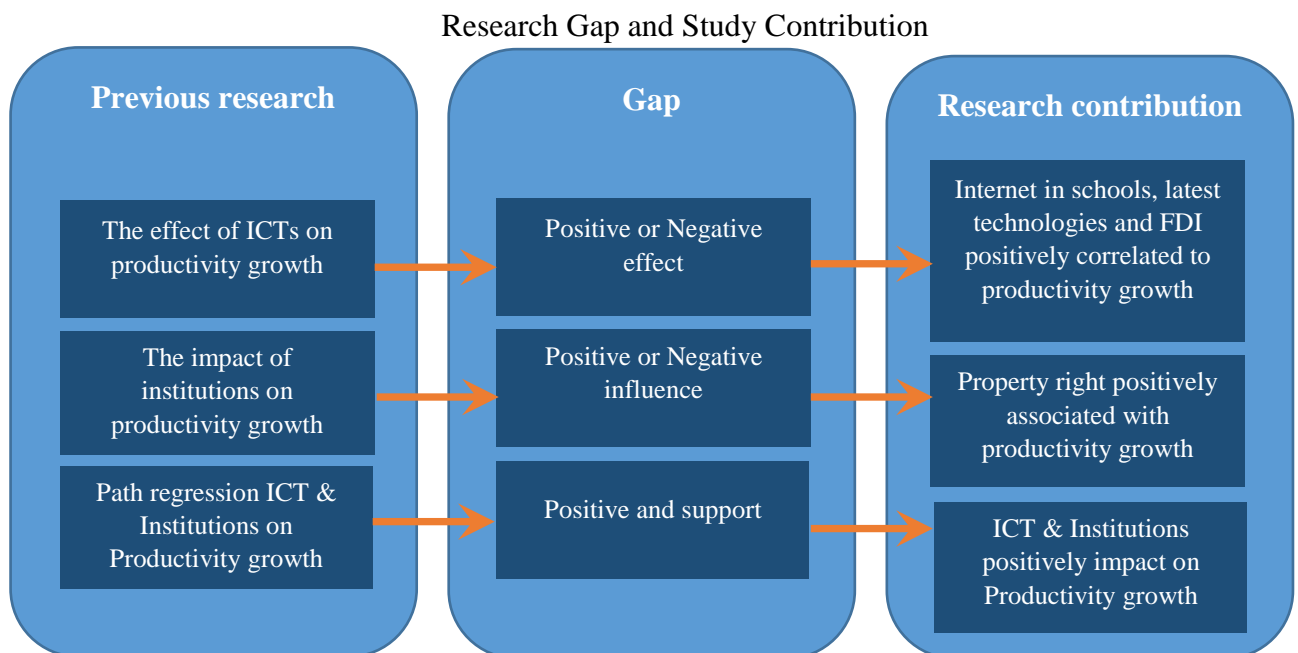 Research Gap and Study Contribution
Previous research
The effect of ICTs on
productivity growth
The impact of
institutions on
productivity growth
Path regression ICT &
Institutions on
Productivity growth
Gap
Positive or Negative
effect
Positive or Negative
influence
Positive and support
Research contribution
Internet in schools, latest
technologies and FDI
positively correlated to
productivity growth
Property right positively
associated with
productivity growth
ICT & Institutions
positively impact on
Productivity growth